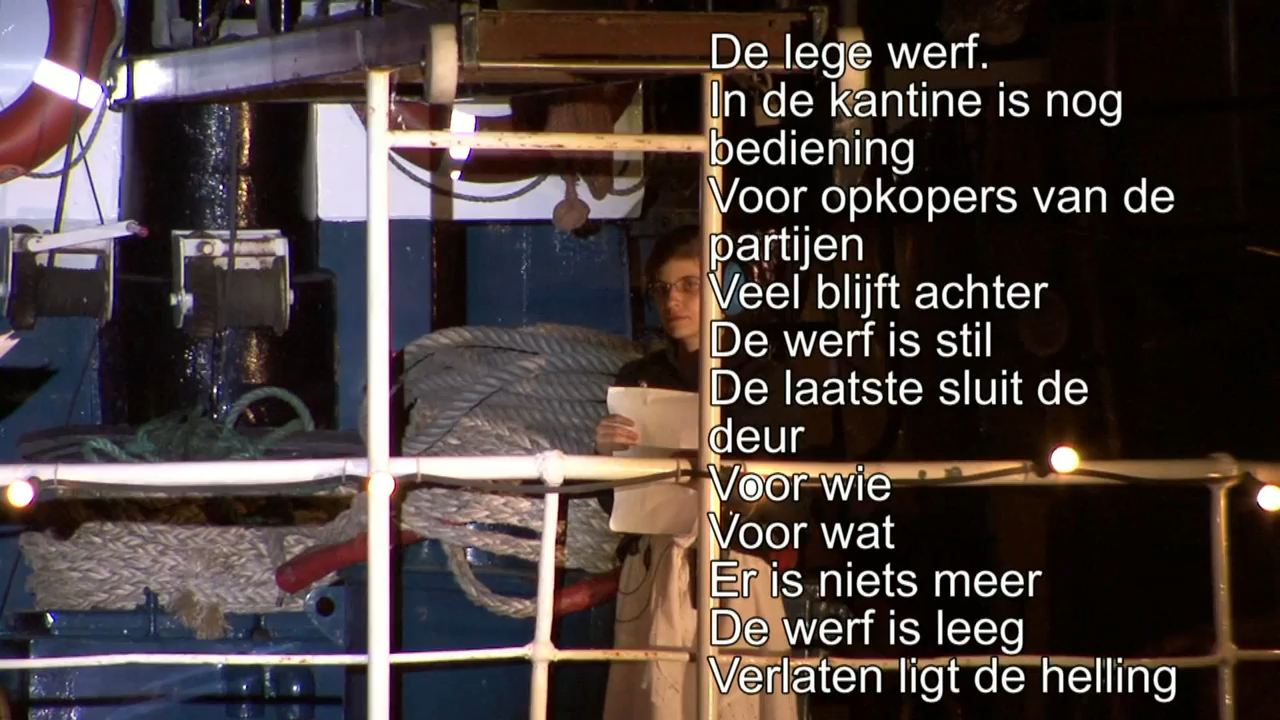 De lege werf.
In de kantine is nog
bediening
Voor opkopers van de
partijen
Veel blijft achter
De werf is stil
De laatste sluit de
deur
Voor wie
Voor wat
Er is niets meer
De werf is leeg
Verlaten ligt de helling